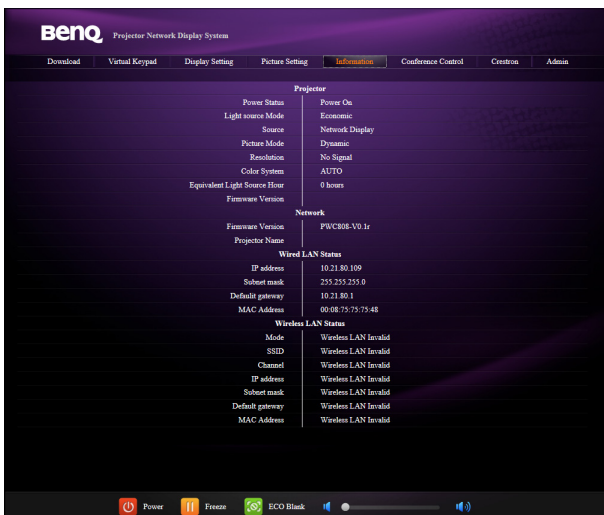 BenQ Projector Network Display System
Download Virtual Keypad Display Setting Picture Setting Information Conference Control Crestron Admin
Projector
Power Status Power On
Light source Mode Economic
Source Network Display
Picture Mode Dynamic
Resolution No Signal
Color System AUTO
Equivalent Light Source Hour 0 hours
Firmware Version
Network
Firmware Version PWC808-V0.1r
Projector Name
Wired LAN Status
IP address 10.21.80.109
Subnet mask 255.255.255.0
Defaulit gateway 10.21.80.1
MAC Address 00:08:75:75:75:48
Wireless LAN Status
Mode Wireless LAN Invalid
SSID Wireless LAN Invalid
Channel Wireless LAN Invalid
IP address Wireless LAN Invalid
Subnet mask Wireless LAN Invalid
Default gateway Wireless LAN Invalid
MAC Address Wireless LAN Invalid
Power Freeze ECO Blank